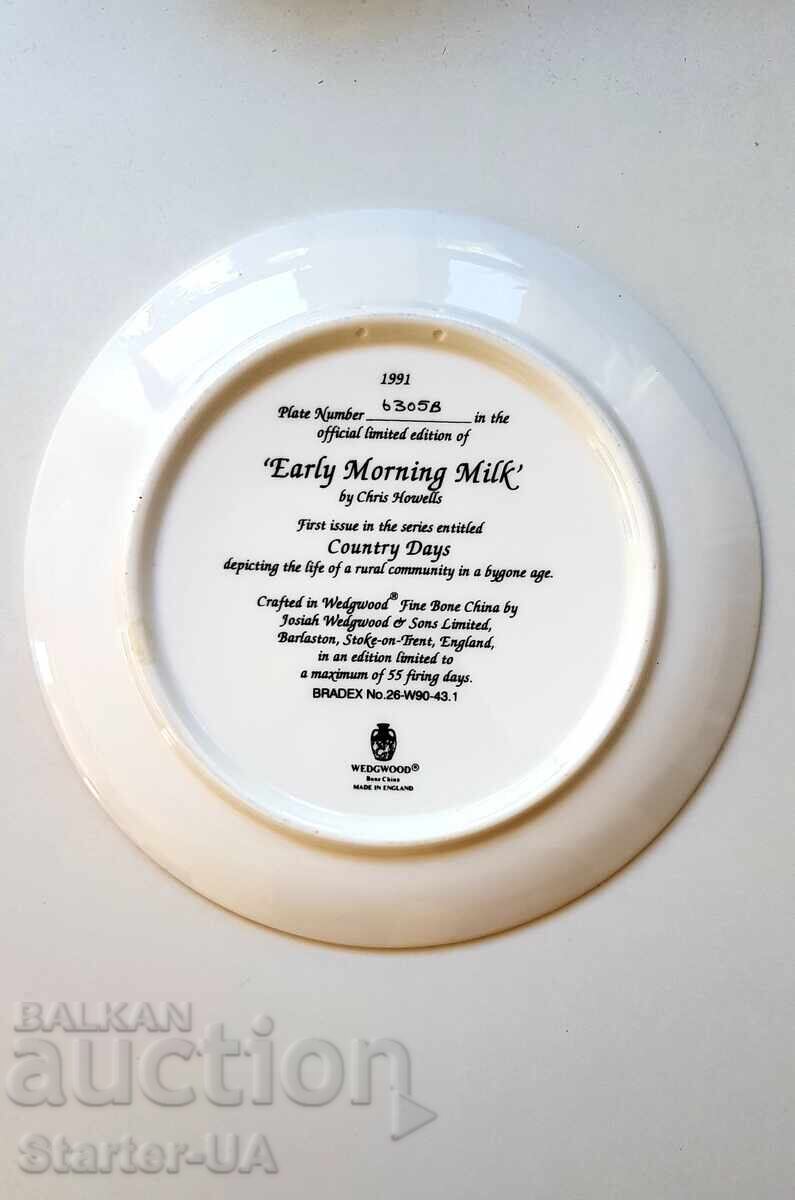 1991
Plate Number 6305B in the
official limited edition of
'Early Morning Milk'
by Chris Howells
First issue in the series entitled
Country Days
depicting the life of a rural community in a bygone age.
Crafted in Wedgwood® Fine Bone China by
Josiah Wedgwood & Sons Limited,
Barlaston, Stoke-on-Trent, England,
in an edition limited to
a maximum of 55 firing days.
BRADEX No.26-W90-43.1
WEDGWOOD®
Bone China
MADE IN ENGLAND
BALKAN
auction
Starter-UA